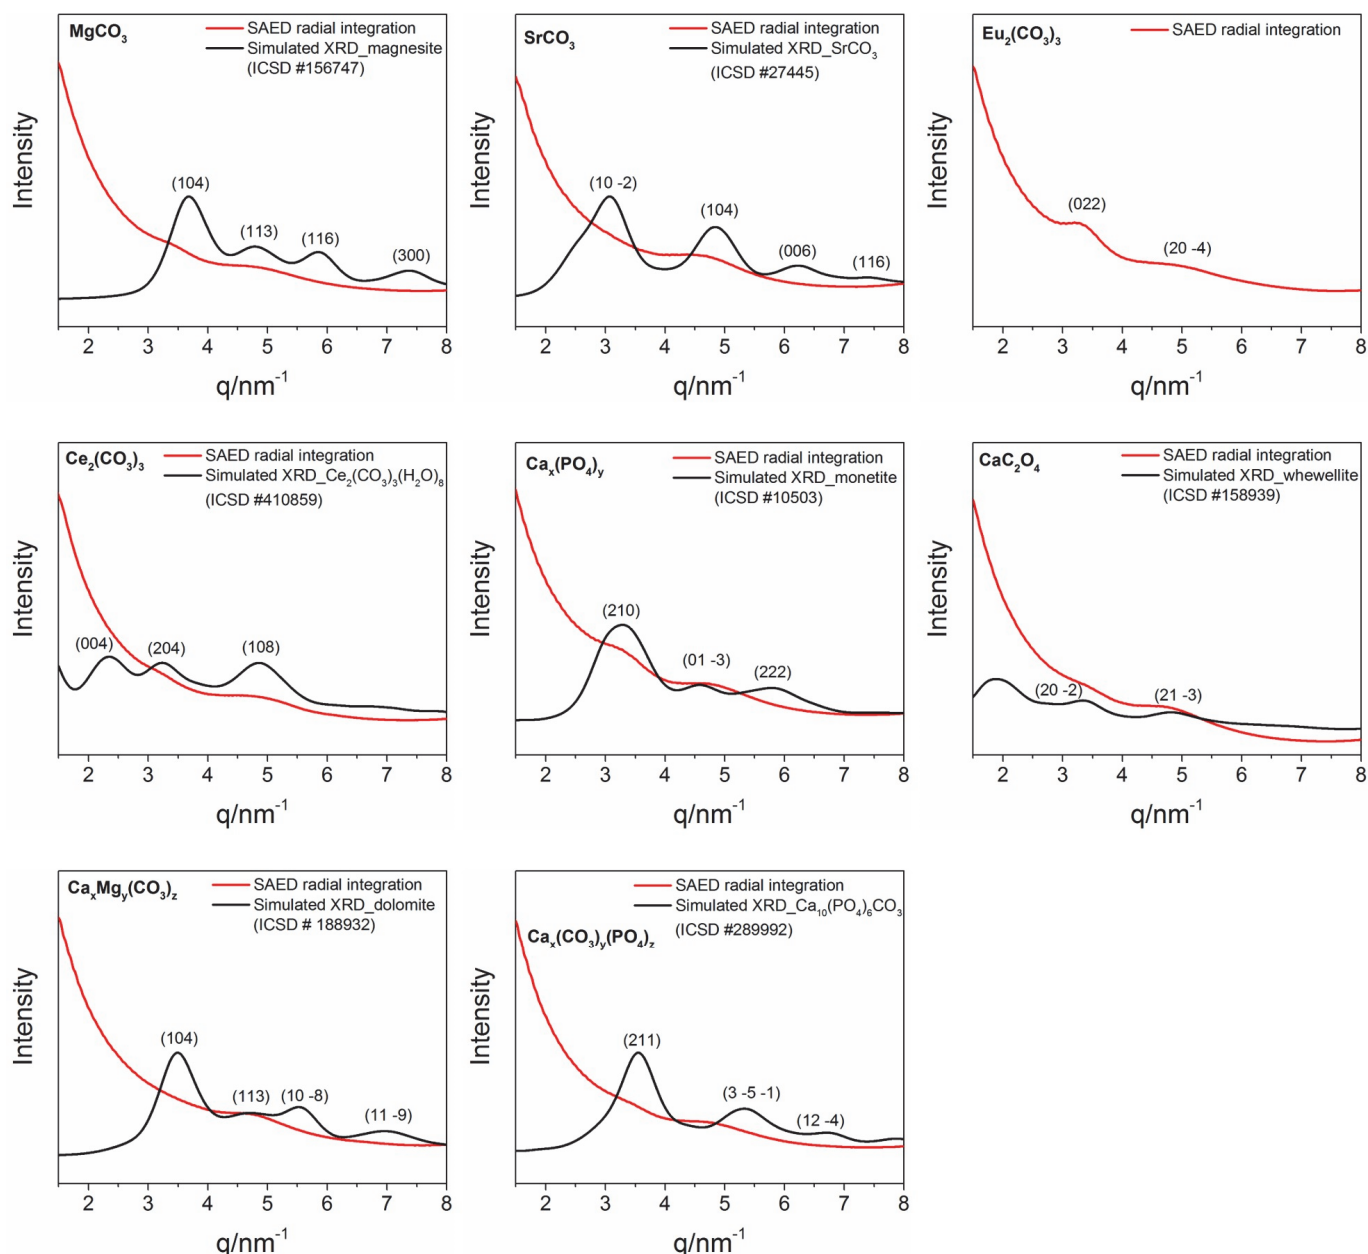 MgCO₃
SAED radial integration
Simulated XRD_magnesite
(ICSD #156747)
(104)
(113)
(116)
(300)
Intensity
2 3 4 5 6 7 8
q/nm⁻¹
SrCO₃
SAED radial integration
Simulated XRD_SrCO₃
(ICSD #27445)
(10 -2)
(104)
(006)
(116)
Intensity
2 3 4 5 6 7 8
q/nm⁻¹
Eu₂(CO₃)₃
SAED radial integration
(022)
(20 -4)
Intensity
2 3 4 5 6 7 8
q/nm⁻¹
Ce₂(CO₃)₃
SAED radial integration
Simulated XRD_Ce₂(CO₃)₃(H₂O)₈
(ICSD #410859)
(004)
(204)
(108)
Intensity
2 3 4 5 6 7 8
q/nm⁻¹
Caₓ(PO₄)ᵧ
SAED radial integration
Simulated XRD_monetite
(ICSD #10503)
(210)
(01 -3)
(222)
Intensity
2 3 4 5 6 7 8
q/nm⁻¹
CaC₂O₄
SAED radial integration
Simulated XRD_whewellite
(ICSD #158939)
(20 -2)
(21 -3)
Intensity
2 3 4 5 6 7 8
q/nm⁻¹
CaₓMgᵧ(CO₃)z
SAED radial integration
Simulated XRD_dolomite
(ICSD # 188932)
(104)
(113)
(10 -8)
(11 -9)
Intensity
2 3 4 5 6 7 8
q/nm⁻¹
SAED radial integration
Simulated XRD_Ca₁₀(PO₄)₆CO₃
(ICSD #289992)
Caₓ(CO₃)ᵧ(PO₄)z
(211)
(3 -5 -1)
(12 -4)
Intensity
2 3 4 5 6 7 8
q/nm⁻¹